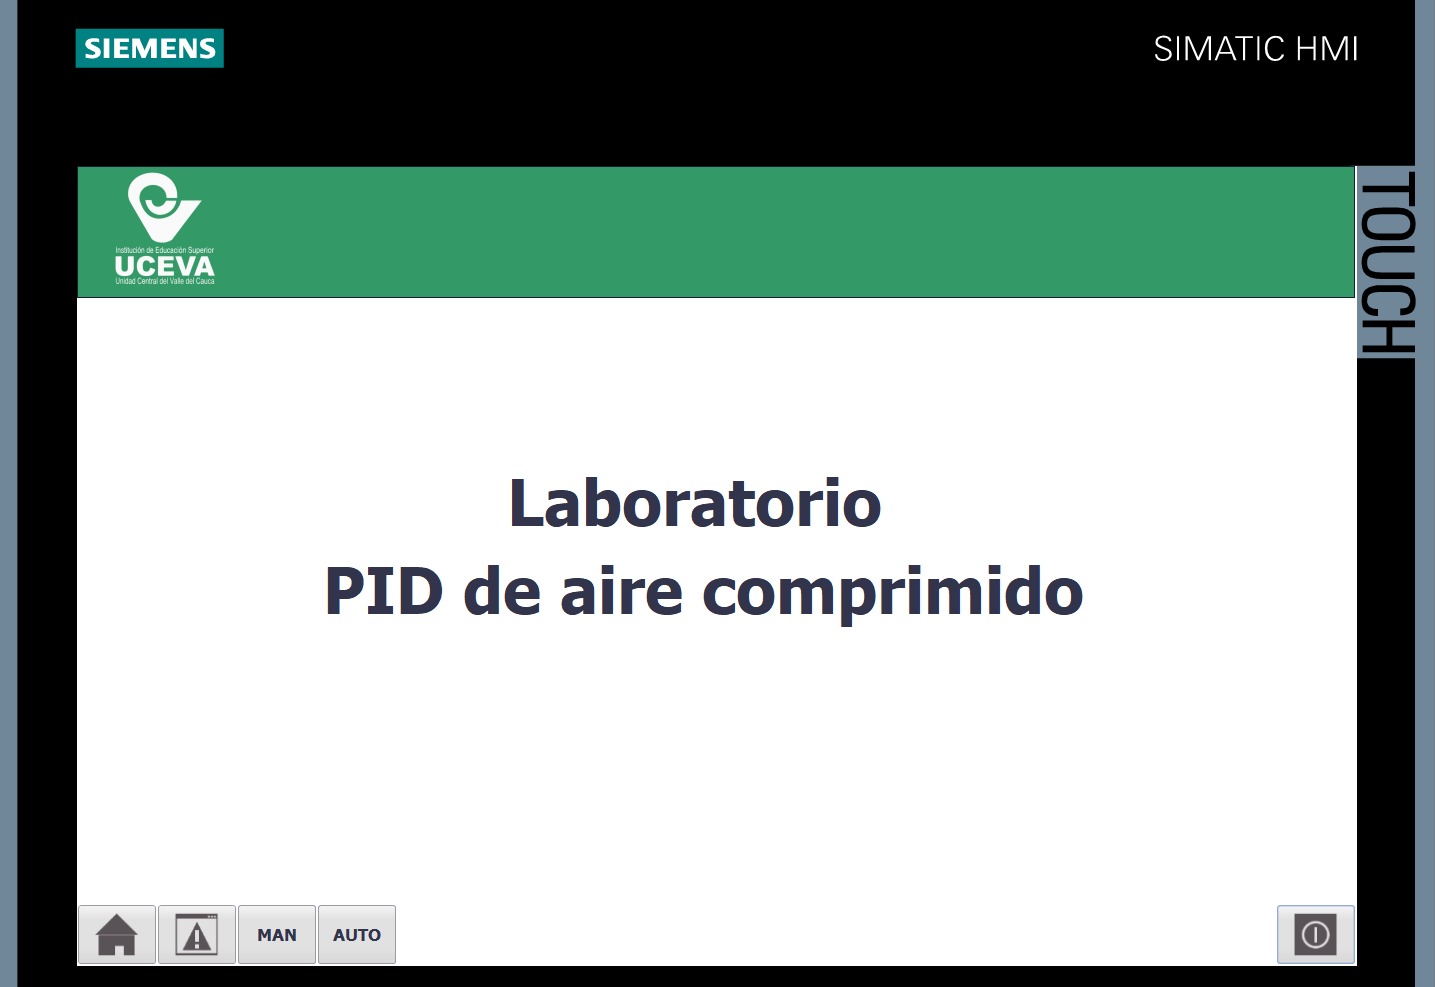 SIEMENS
SIMATIC HMI
TOUCH
Institución de Educación Superior
UCEVA
Unidad Central del Valle del Cauca
Laboratorio
PID de aire comprimido
MAN
AUTO